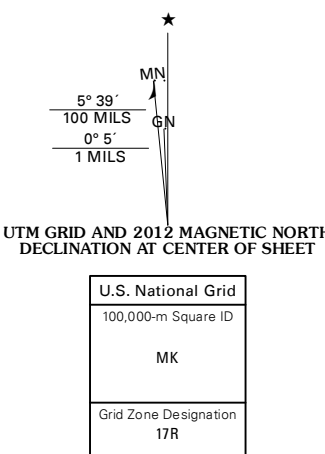 MN
5° 39´
100 MILS
GN
0° 5´
1 MILS
UTM GRID AND 2012 MAGNETIC NORTH
DECLINATION AT CENTER OF SHEET
U.S. National Grid
100,000-m Square ID
MK
Grid Zone Designation
17R